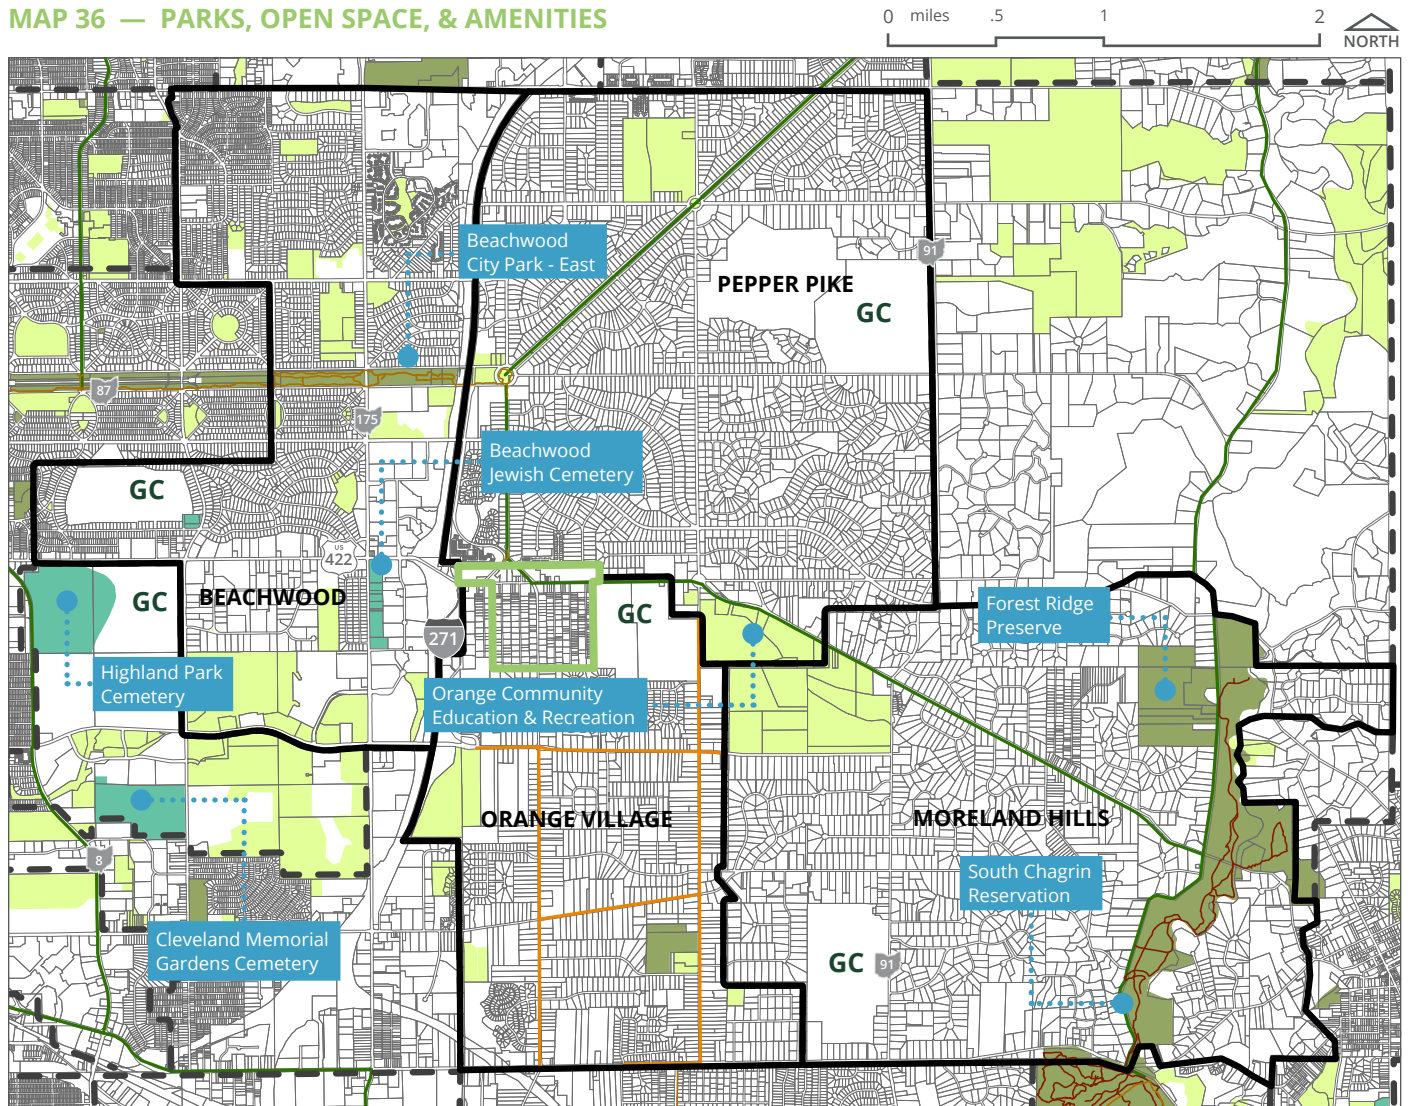 MAP 36 — PARKS, OPEN SPACE, & AMENITIES
0 miles .5 1 2
NORTH
Beachwood
City Park - East
PEPPER PIKE
91
GC
87
175
Beachwood
Jewish Cemetery
GC
US
422
GC
BEACHWOOD
GC
271
Forest Ridge
Preserve
Highland Park
Cemetery
Orange Community
Education & Recreation
ORANGE VILLAGE
MORELAND HILLS
8
South Chagrin
Reservation
Cleveland Memorial
Gardens Cemetery
GC
91